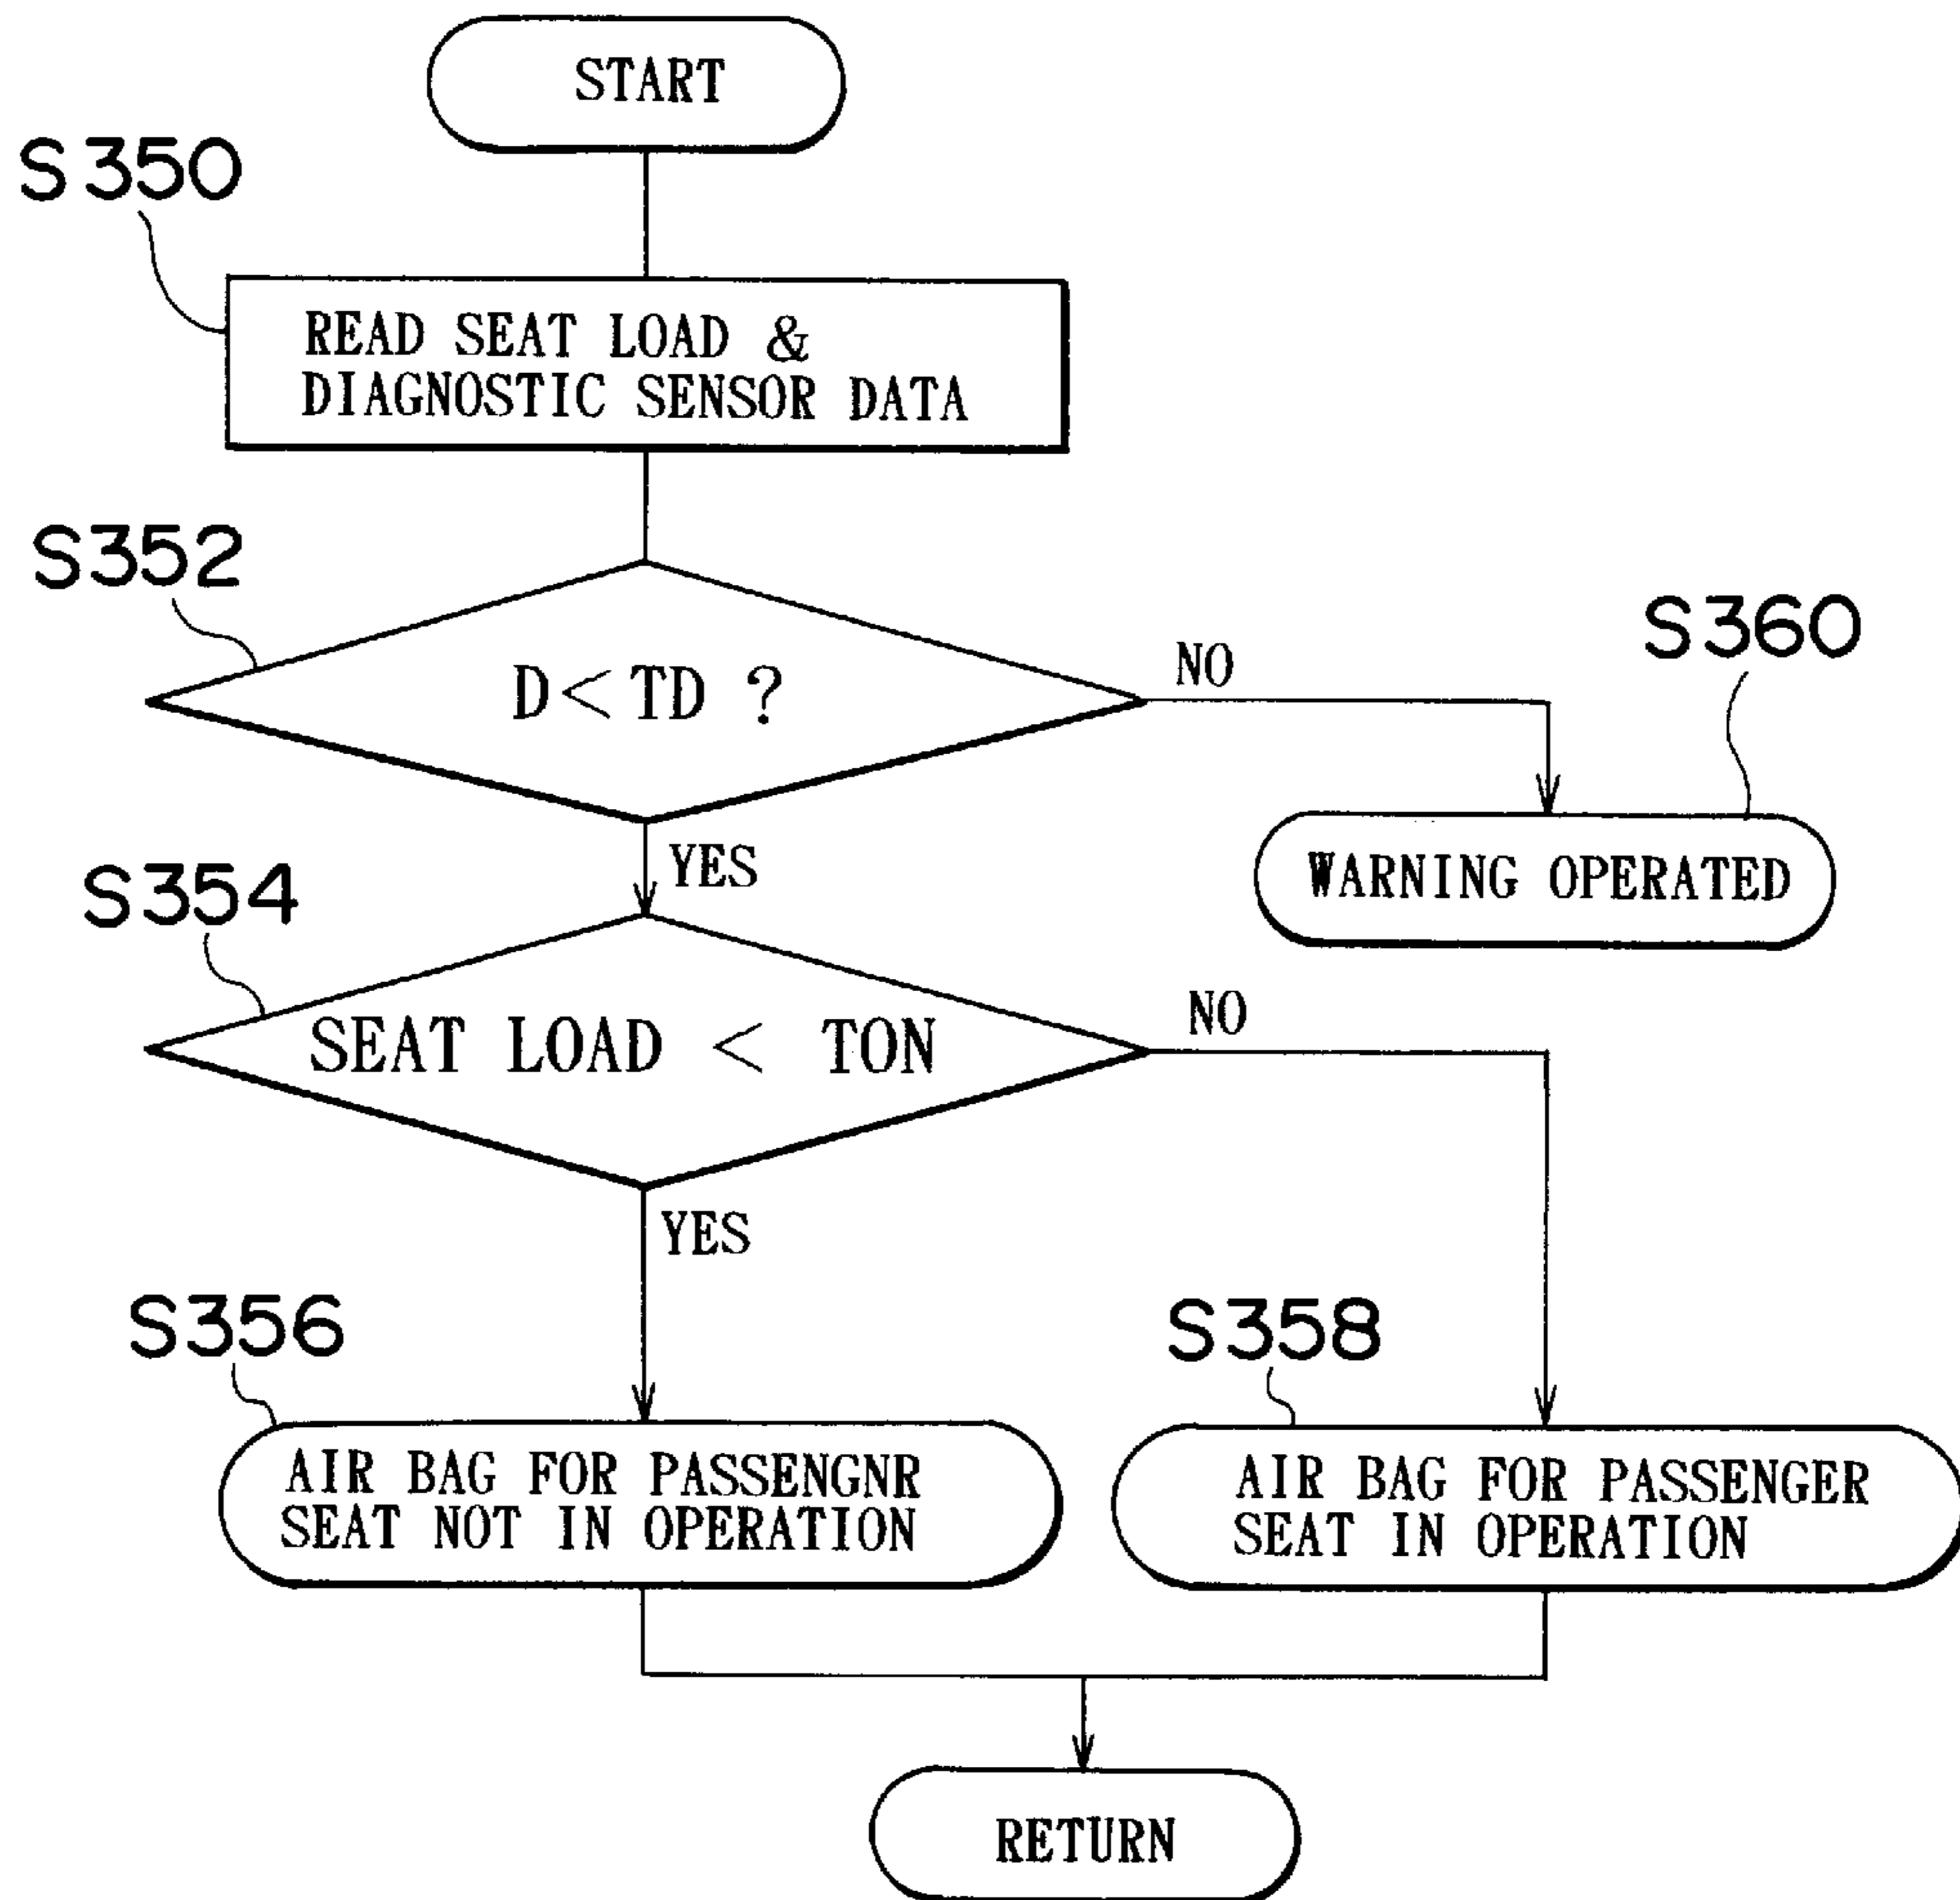 START
S350
READ SEAT LOAD &
DIAGNOSTIC SENSOR DATA
S352
D< TD ?
NO
S360
YES
WARNING OPERATED
S354
SEAT LOAD < TON
NO
YES
S356
S358
AIR BAG FOR PASSENGNR
SEAT NOT IN OPERATION
AIR BAG FOR PASSENGER
SEAT IN OPERATION
RETURN